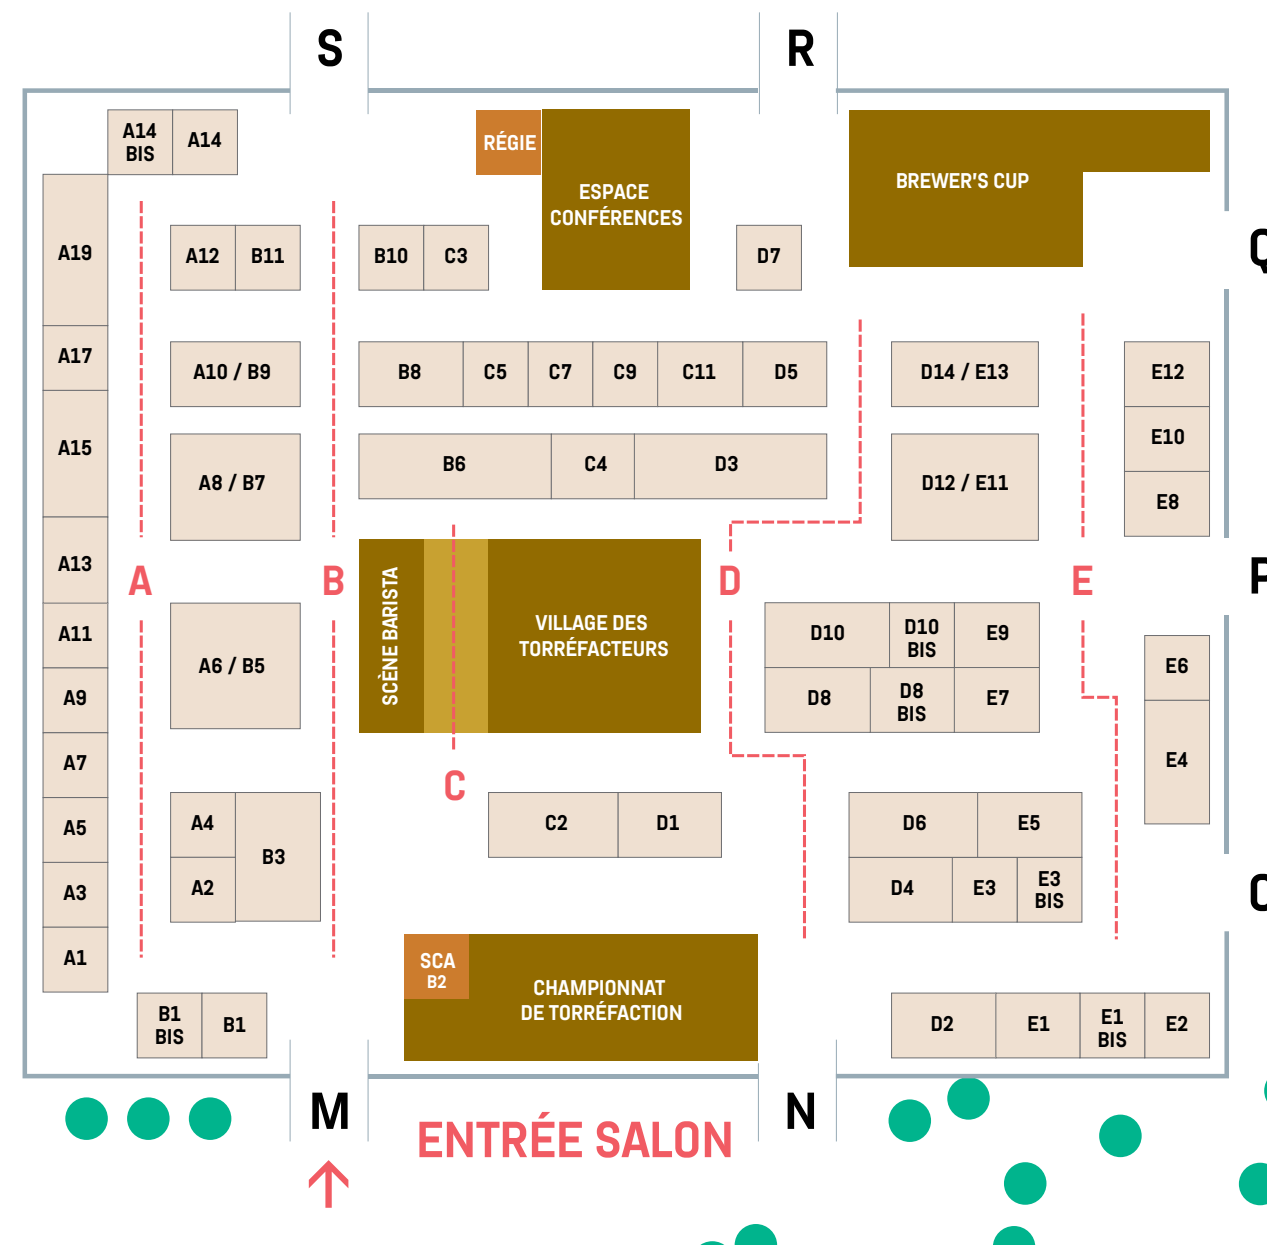 S
R
A14
BIS
A14
RÉGIE
ESPACE
CONFÉRENCES
BREWER'S CUP
A19
A12
B11
B10
C3
D7
Q
A17
A10 / B9
B8
C5
C7
C9
C11
D5
D14 / E13
E12
A15
A8 / B7
B6
C4
D3
D12 / E11
E10
E8
A13
A
B
SCÈNE BARISTA
VILLAGE DES
TORRÉFACTEURS
D
E
P
A11
A6 / B5
D10
D10
BIS
E9
E6
A9
D8
D8
BIS
E7
A7
C
E4
A5
A4
B3
C2
D1
D6
E5
A3
A2
D4
E3
E3
BIS
A1
SCA
B2
CHAMPIONNAT
DE TORRÉFACTION
B1
BIS
B1
D2
E1
E1
BIS
E2
M
ENTRÉE SALON
N